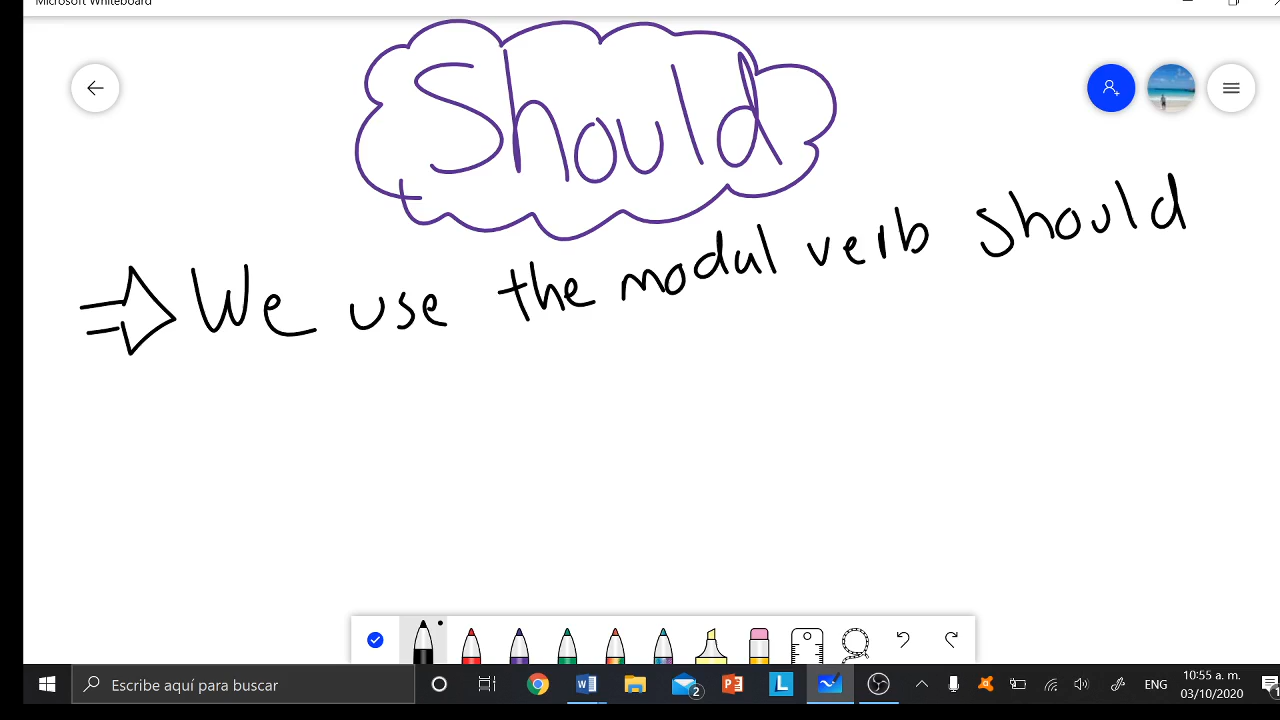 Microsoft Whiteboard
Should
We use the modul verb should
Escribe aquí para buscar
2
ENG
10:55 a. m.
03/10/2020